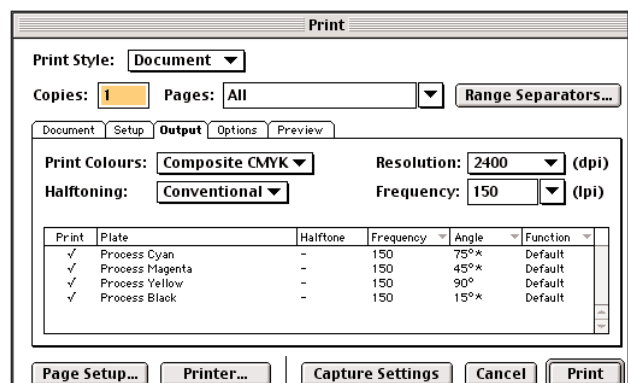 Print
Print Style: Document
Copies: 1 Pages: All Range Separators...
Document Setup Output Options Preview
Print Colours: Composite CMYK Resolution: 2400 (dpi)
Halftoning: Conventional Frequency: 150 (lpi)
Print Plate Halftone Frequency Angle Function
√ Process Cyan - 150 75°* Default
√ Process Magenta - 150 45°* Default
√ Process Yellow - 150 90° Default
√ Process Black - 150 15°* Default
Page Setup... Printer... Capture Settings Cancel Print